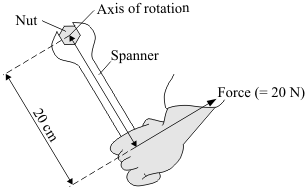 Axis of rotation
Nut
Spanner
Force (= 20 N)
20 cm